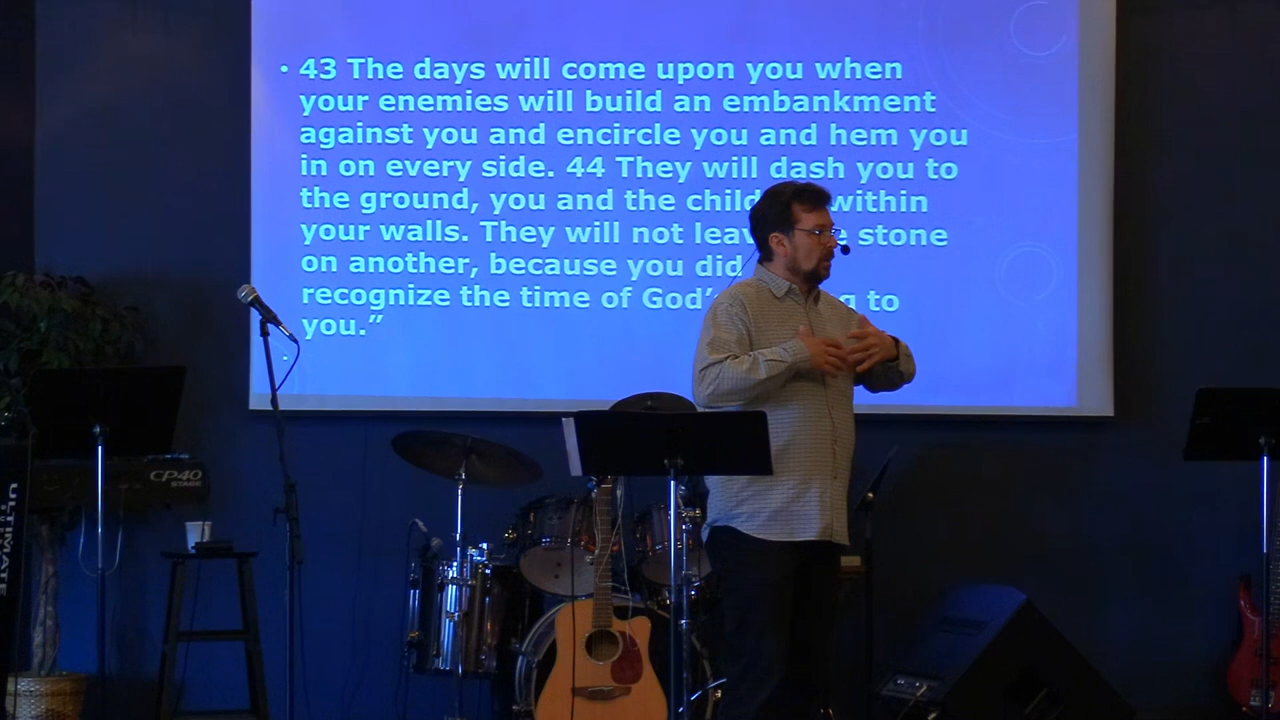 • 43 The days will come upon you when
your enemies will build an embankment
against you and encircle you and hem you
in on every side. 44 They will dash you to
the ground, you and the child within
your walls. They will not leav stone
on another, because you did
recognize the time of God’ g to
you.”
CP40
STAGE
ULTIMATE